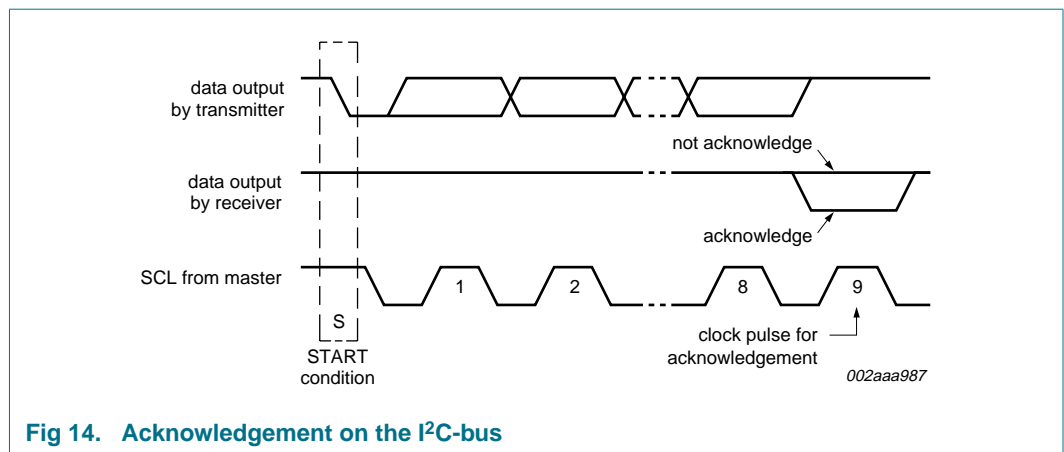 data output
by transmitter
not acknowledge
data output
by receiver
acknowledge
SCL from master
1
2
8
9
S
START
condition
clock pulse for
acknowledgement
002aaa987
Fig 14. Acknowledgement on the I²C-bus